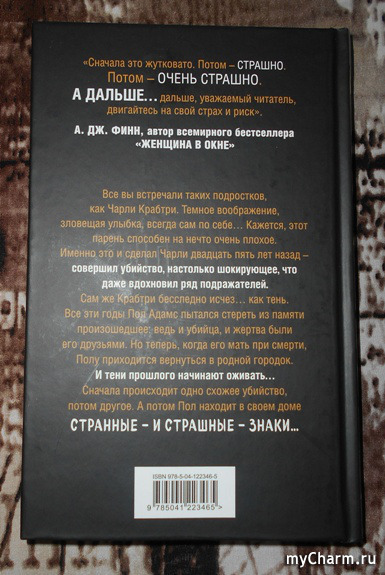 «Сначала это жутковато. Потом – СТРАШНО.
Потом – ОЧЕНЬ СТРАШНО.
А ДАЛЬШЕ... дальше, уважаемый читатель,
двигайтесь на свой страх и риск».
А. ДЖ. ФИНН, автор всемирного бестселлера
«ЖЕНЩИНА В ОКНЕ»
Все вы встречали таких подростков,
как Чарли Крабтри. Темное воображение,
зловещая улыбка, всегда сам по себе... Кажется, этот
парень способен на нечто очень плохое.
Именно это и сделал Чарли двадцать пять лет назад –
совершил убийство, настолько шокирующее, что
даже вдохновил ряд подражателей.
Сам же Крабтри бесследно исчез... как тень.
Все эти годы Пол Адамс пытался стереть из памяти
произошедшее: ведь и убийца, и жертва были
его друзьями. Но теперь, когда его мать при смерти,
Полу приходится вернуться в родной городок.
И тени прошлого начинают оживать...
Сначала происходит одно схожее убийство,
потом другое. А потом Пол находит в своем доме
СТРАННЫЕ – И СТРАШНЫЕ – ЗНАКИ...
ISBN 978-5-04-122346-5
9 785041 223465 >
myCharm.ru